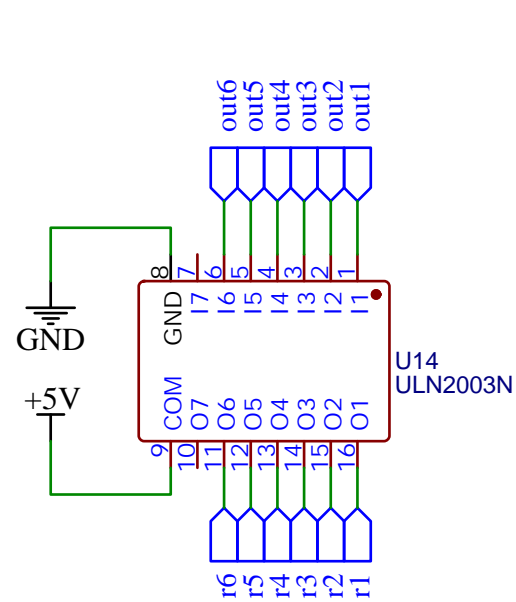 out6 out5 out4 out3 out2 out1
8 7 6 5 4 3 2 1
GND I7 I6 I5 I4 I3 I2 I1
GND
U14
ULN2003N
+5V
COM O7 O6 O5 O4 O3 O2 O1
9 10 11 12 13 14 15 16
r6 r5 r4 r3 r2 r1